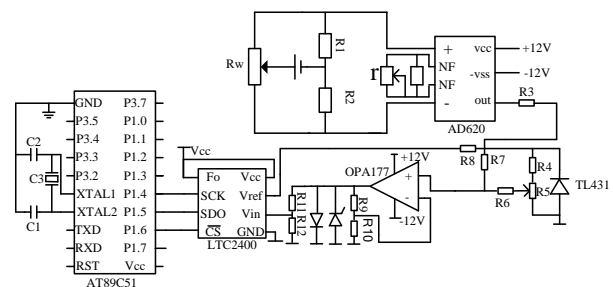 R1
Rw
R2
r
+
NF
NF
-
vcc
-vss
out
+12V
-12V
R3
AD620
GND
P3.5
P3.4
P3.3
P3.2
XTAL1
XTAL2
TXD
RXD
RST
P3.7
P1.0
P1.1
P1.2
P1.3
P1.4
P1.5
P1.6
P1.7
Vcc
AT89C51
C2
C3
C1
Vcc
Fo
SCK
SDO
CS
Vcc
Vref
Vin
GND
LTC2400
R11
R12
R9
R10
OPA177
+12V
+
-
-12V
R8
R7
R6
R4
R5
TL431